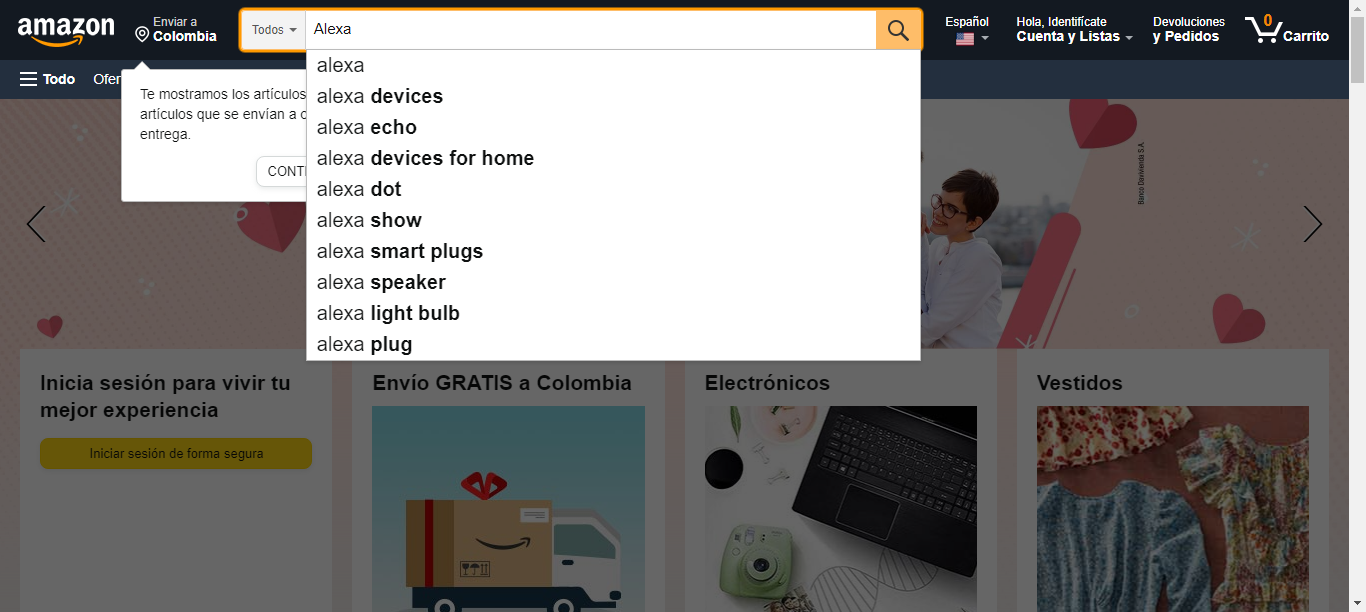 amazon
Enviar a
Colombia
Todos
Alexa
Español
Hola, Identifícate
Cuenta y Listas
Devoluciones
y Pedidos
0
Carrito
Todo
Ofer
Te mostramos los artículos
artículos que se envían a
entrega.
CONTI
alexa
alexa devices
alexa echo
alexa devices for home
alexa dot
alexa show
alexa smart plugs
alexa speaker
alexa light bulb
alexa plug
Banco Davivienda S.A.
Inicia sesión para vivir tu
mejor experiencia
Iniciar sesión de forma segura
Envío GRATIS a Colombia
Electrónicos
Vestidos